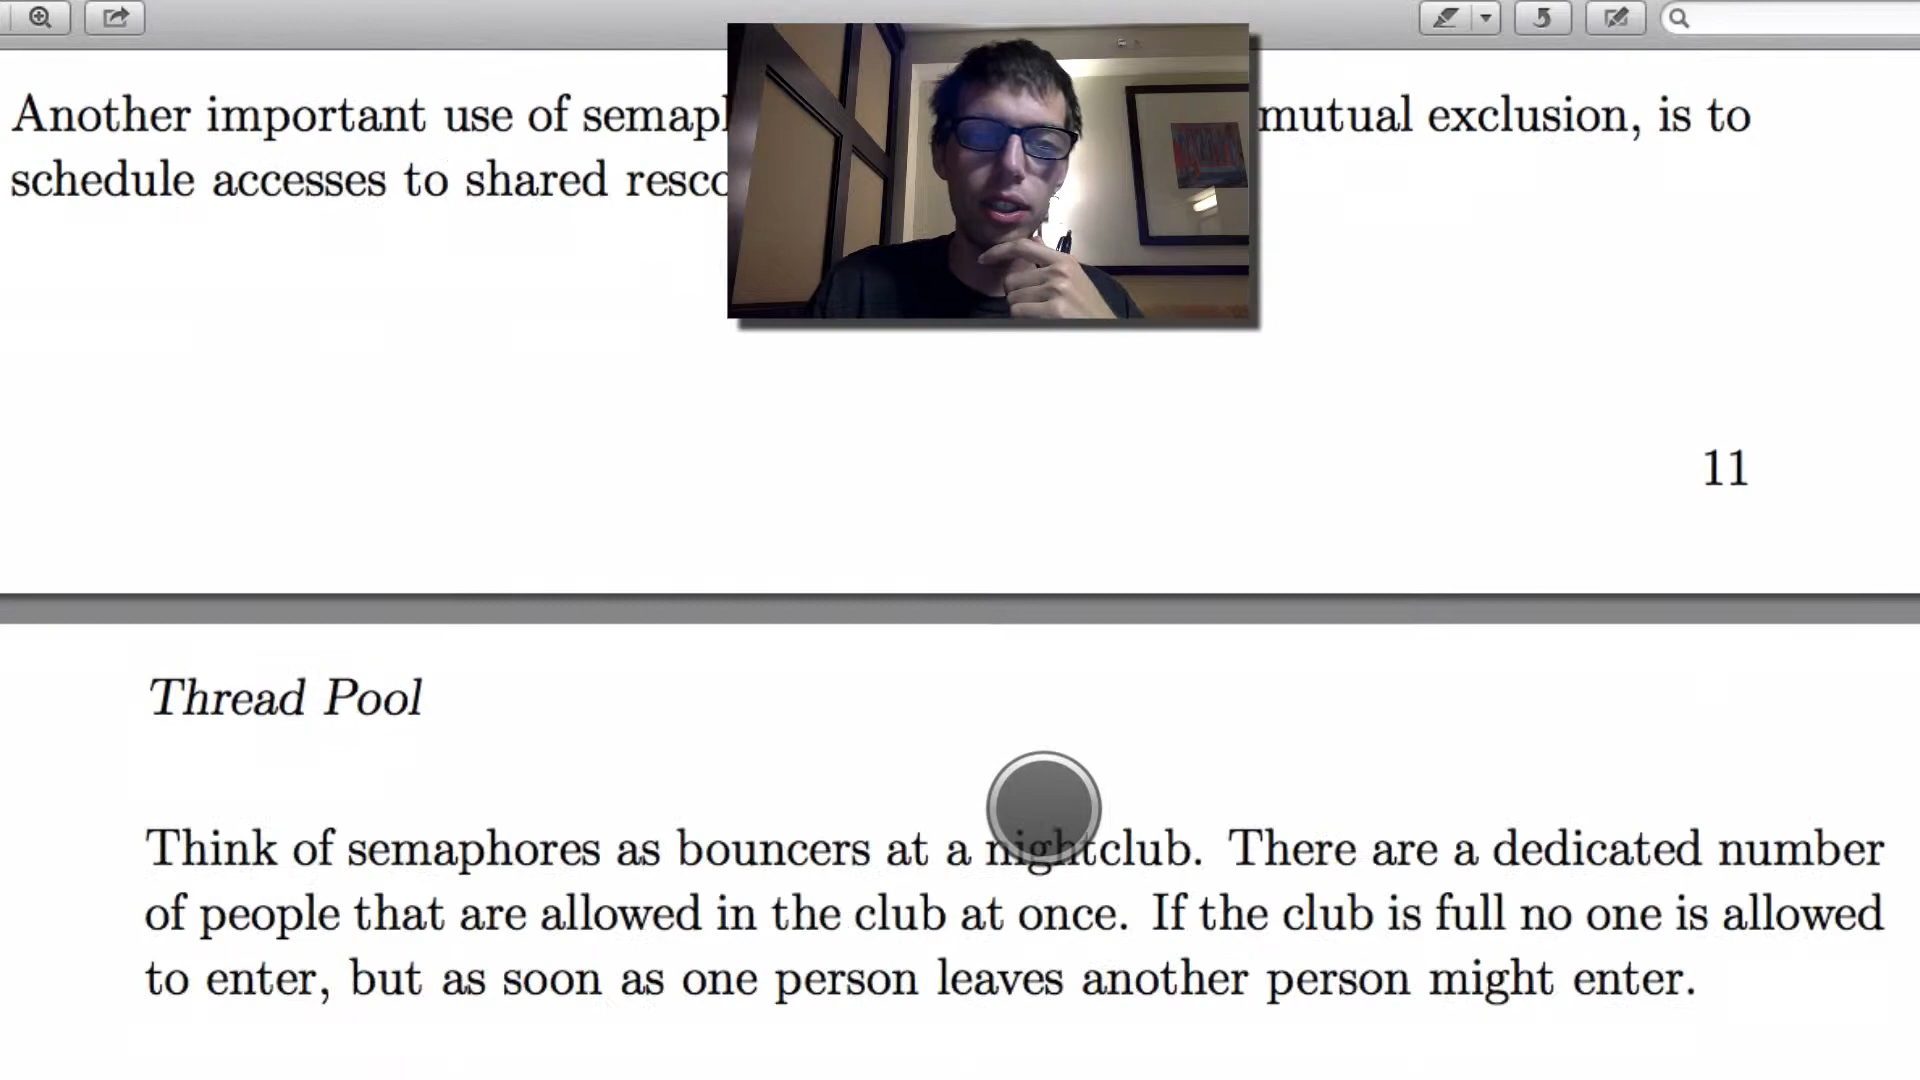 Another important use of mutual exclusion, is to
schedule accesses to shared
11
Thread Pool
Think of semaphores as bouncers at a nightclub. There are a dedicated number
of people that are allowed in the club at once. If the club is full no one is allowed
to enter, but as soon as one person leaves another person might enter.